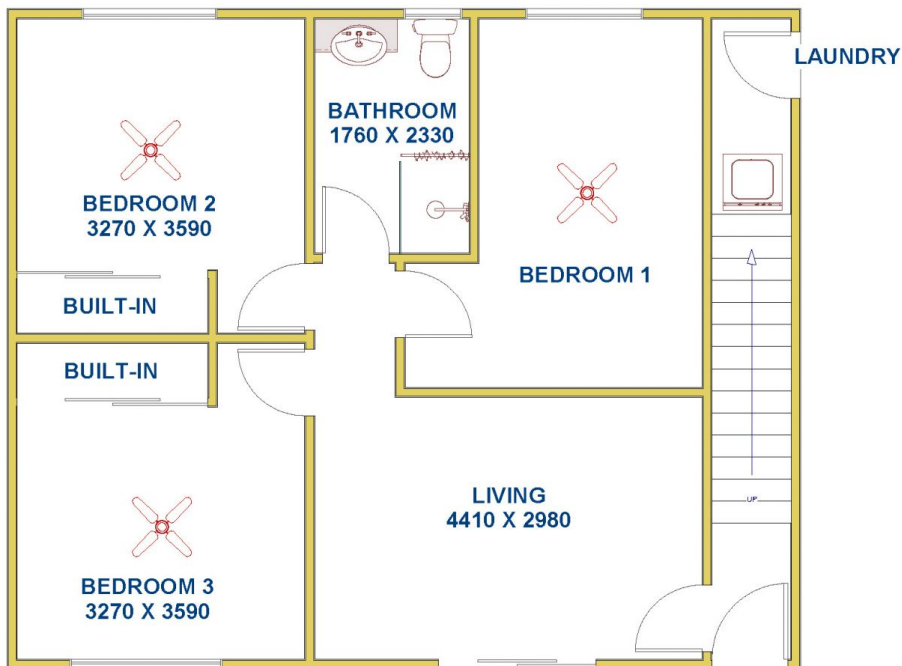 LAUNDRY
BATHROOM
1760 X 2330
BEDROOM 2
3270 X 3590
BEDROOM 1
BUILT-IN
BUILT-IN
LIVING
4410 X 2980
UP
BEDROOM 3
3270 X 3590